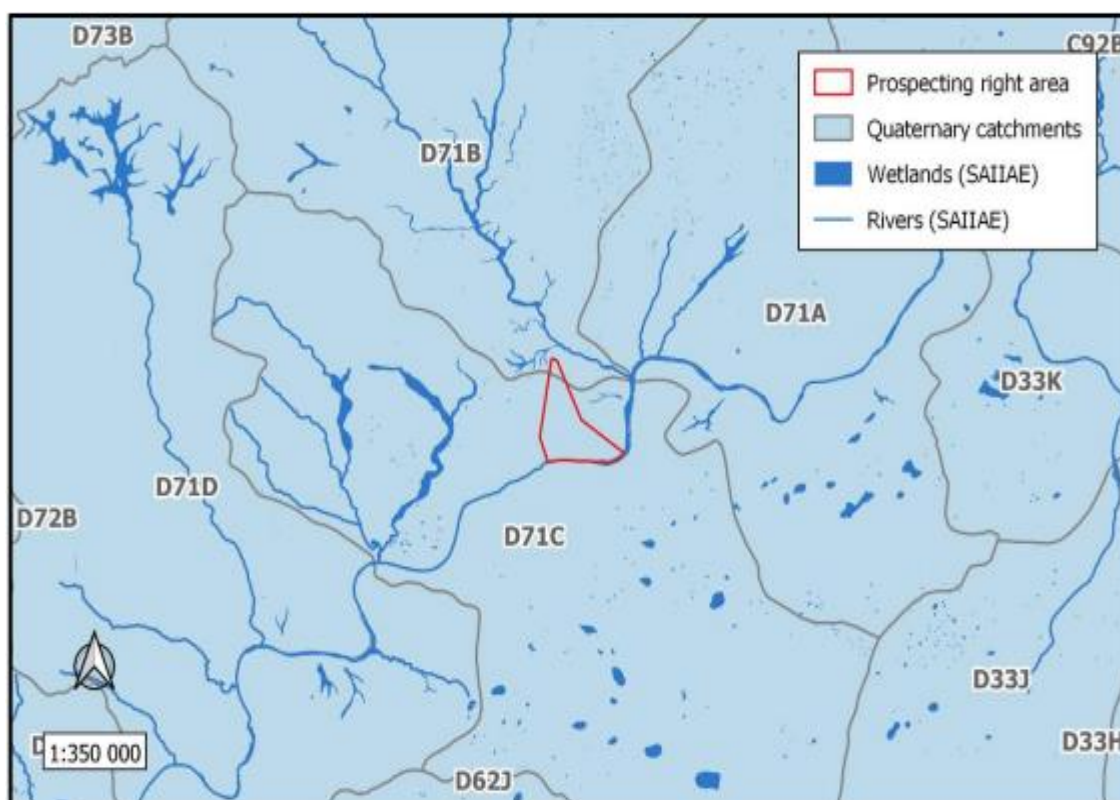 D73B
C92B
Prospecting right area
Quaternary catchments
Wetlands (SAIIAE)
Rivers (SAIIAE)
D71B
D71A
D33K
D71D
D72B
D71C
D33J
D33H
1:350 000
D62J